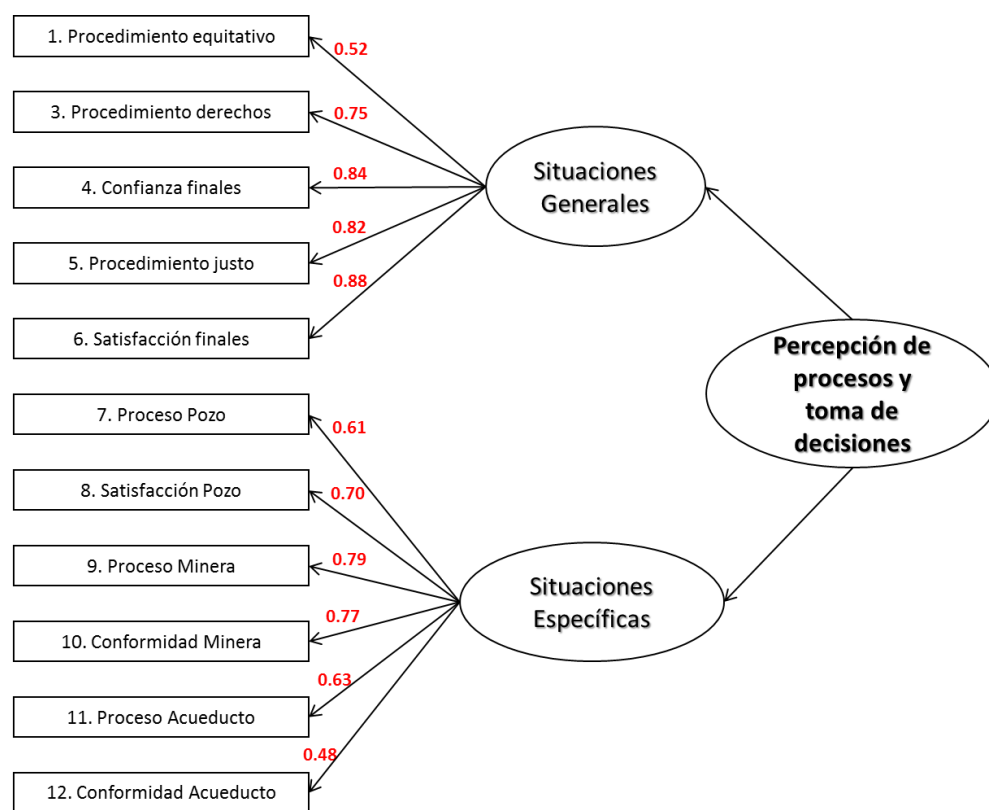 1. Procedimiento equitativo
0.52
3. Procedimiento derechos
0.75
4. Confianza finales
0.84
5. Procedimiento justo
0.82
6. Satisfacción finales
0.88
Situaciones
Generales
Percepción de
procesos y
toma de
decisiones
7. Proceso Pozo
0.61
8. Satisfacción Pozo
0.70
9. Proceso Minera
0.79
10. Conformidad Minera
0.77
11. Proceso Acueducto
0.63
12. Conformidad Acueducto
0.48
Situaciones
Específicas